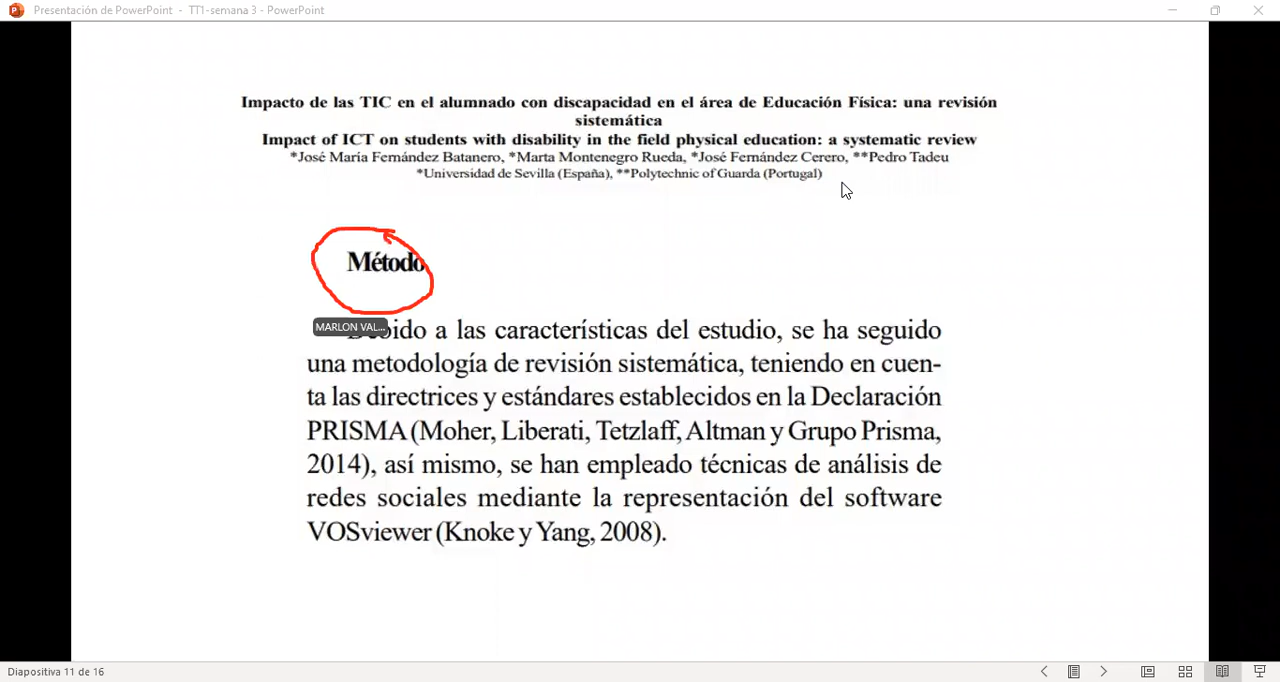 Presentación de PowerPoint - TT1-semana 3 - PowerPoint
Impacto de las TIC en el alumnado con discapacidad en el área de Educación Física: una revisión
sistemática
Impact of ICT on students with disability in the field physical education: a systematic review
*José María Fernández Batanero, *Marta Montenegro Rueda, *José Fernández Cerero, **Pedro Tadeu
*Universidad de Sevilla (España), **Polytechnic of Guarda (Portugal)
Método
MARLON VAL...
Debido a las características del estudio, se ha seguido
una metodología de revisión sistemática, teniendo en cuen-
ta las directrices y estándares establecidos en la Declaración
PRISMA (Moher, Liberati, Tetzlaff, Altman y Grupo Prisma,
2014), así mismo, se han empleado técnicas de análisis de
redes sociales mediante la representación del software
VOSviewer (Knoke y Yang, 2008).
Diapositiva 11 de 16